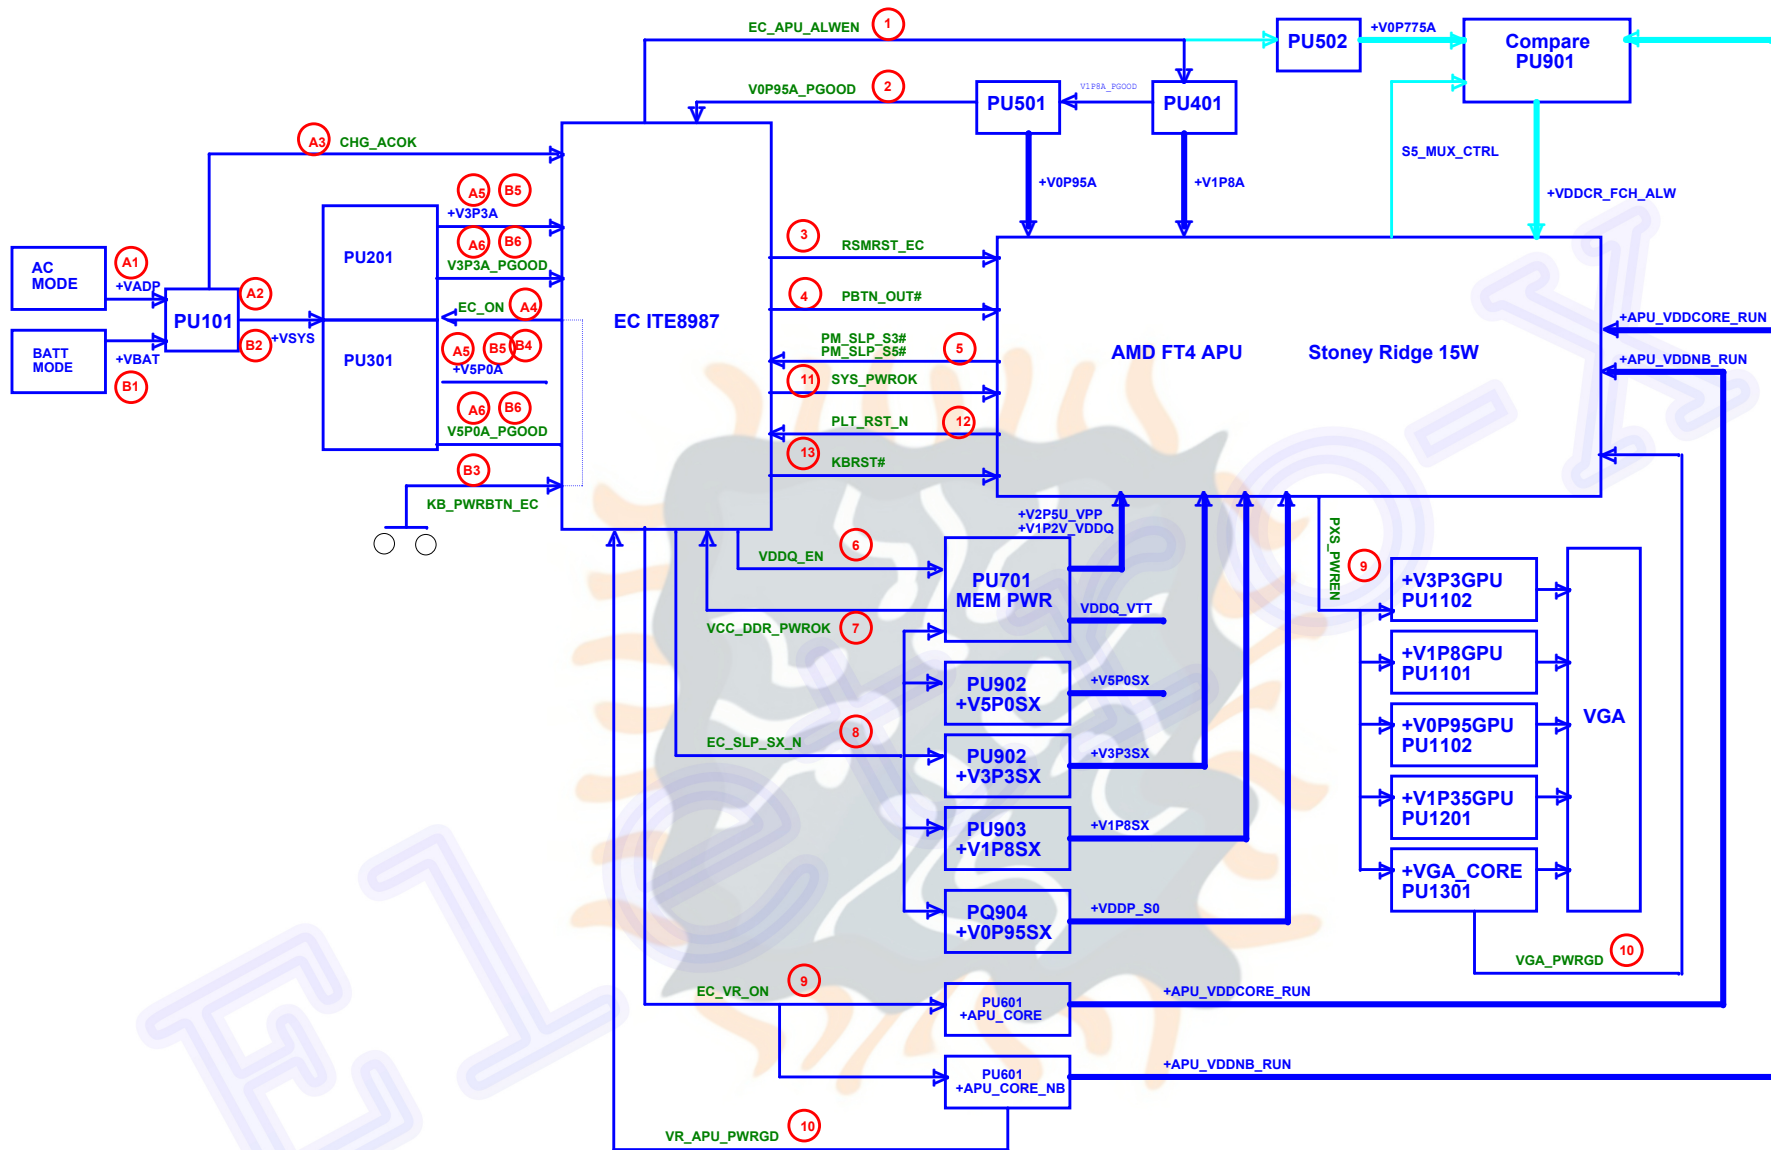 EC_APU_ALWEN
1
PU502
+V0P775A
Compare
PU901
V0P95A_PGOOD
2
PU501
V1P8A_PGOOD
PU401
A3
CHG_ACOK
S5_MUX_CTRL
+V0P95A
+V1P8A
+VDDCR_FCH_ALW
A5
B5
+V3P3A
A6
B6
V3P3A_PGOOD
PU201
AC
MODE
A1
+VADP
A2
PU101
B2
+VSYS
EC_ON
A4
BATT
MODE
+VBAT
B1
PU301
A5
B5
B4
+V5P0A
A6
B6
V5P0A_PGOOD
B3
KB_PWRBTN_EC
EC ITE8987
3
RSMRST_EC
4
PBTN_OUT#
PM_SLP_S3#
PM_SLP_S5#
5
11
SYS_PWROK
PLT_RST_N
12
13
KBRST#
AMD FT4 APU
Stoney Ridge 15W
+APU_VDDCORE_RUN
+APU_VDDNB_RUN
+V2P5U_VPP
+V1P2V_VDDQ
VDDQ_EN
6
PU701
MEM PWR
VDDQ_VTT
VCC_DDR_PWROK
7
PU902
+V5P0SX
+V5P0SX
EC_SLP_SX_N
8
PU902
+V3P3SX
+V3P3SX
PU903
+V1P8SX
+V1P8SX
PQ904
+V0P95SX
+VDDP_S0
PXS_PWREN
9
+V3P3GPU
PU1102
+V1P8GPU
PU1101
+V0P95GPU
PU1102
+V1P35GPU
PU1201
+VGA_CORE
PU1301
VGA
VGA_PWRGD
10
EC_VR_ON
9
PU601
+APU_CORE
+APU_VDDCORE_RUN
PU601
+APU_CORE_NB
+APU_VDDNB_RUN
VR_APU_PWRGD
10